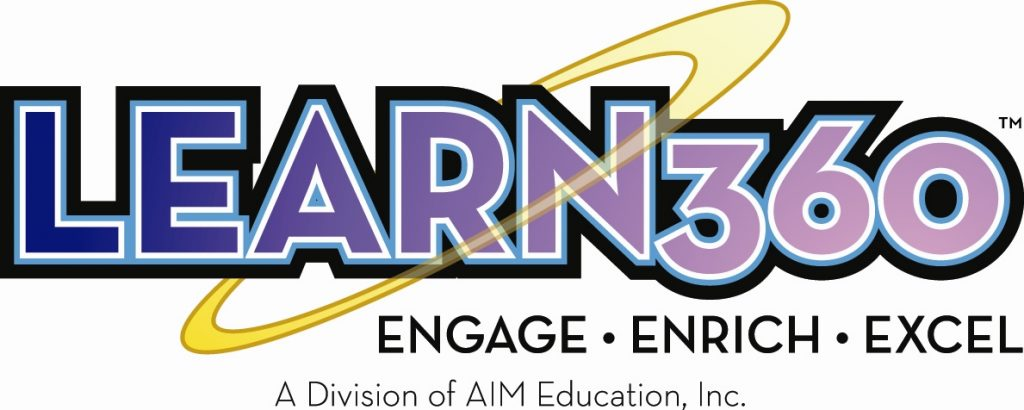 LEARN360™
ENGAGE • ENRICH • EXCEL
A Division of AIM Education, Inc.